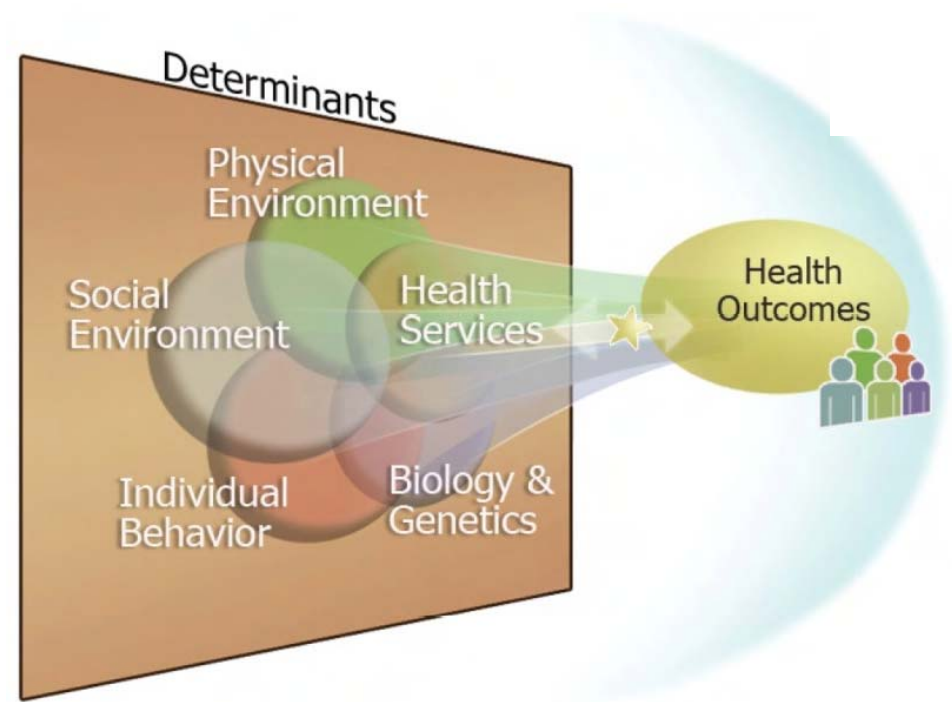 Determinants
Physical
Environment
Social
Environment
Health
Services
Individual
Behavior
Biology &
Genetics
Health
Outcomes